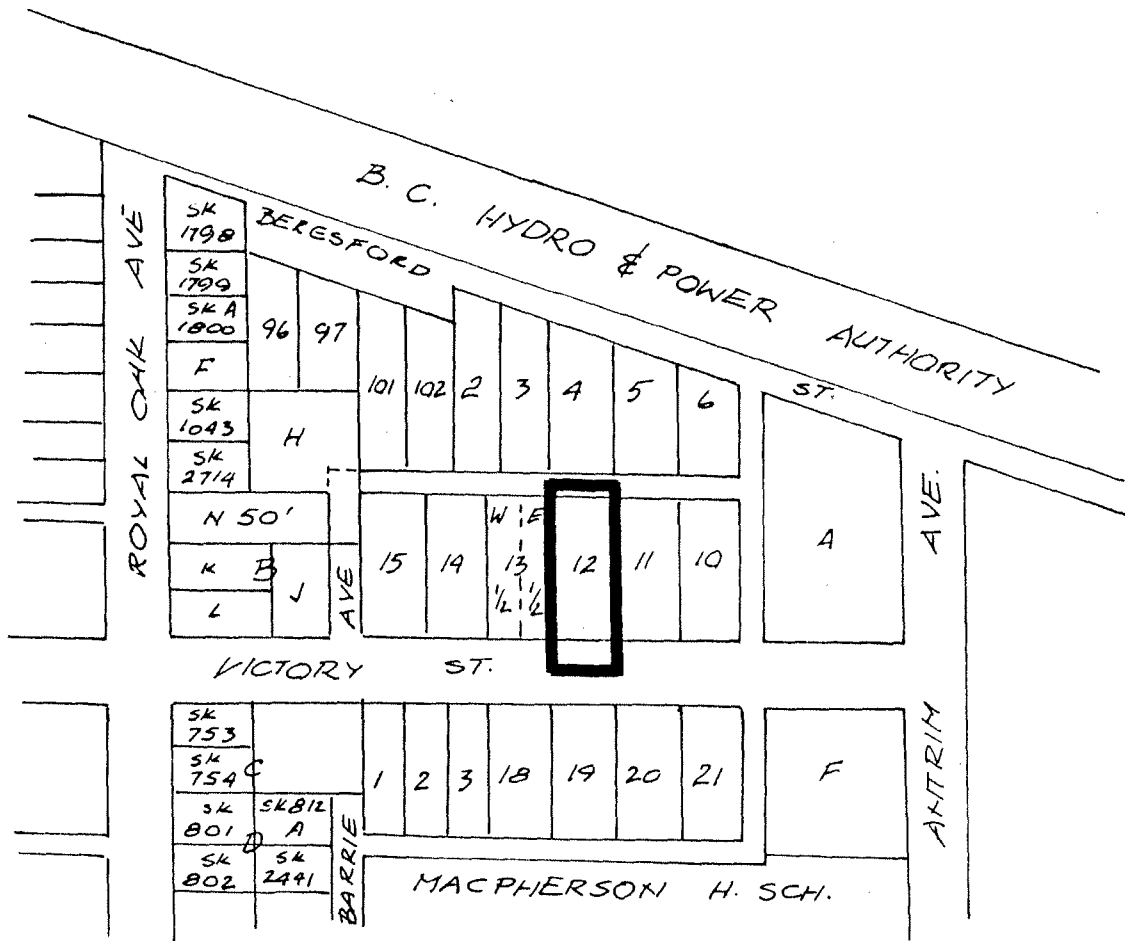 B. C. HYDRO & POWER AUTHORITY
BERESFORD ST.
ROYAL OAK AVE
SK
1798
SK
1799
SK A
1800
F
SK
1043
SK
2714
96
97
H
101
102
2
3
4
5
6
N 50'
K
B
J
L
AVE
15
14
W
E
13
1/2
1/2
12
11
10
A
AVE.
VICTORY ST.
SK
753
SK
754
C
SK
801
D
SK 812
A
SK
802
SK
2441
BARRIE
1
2
3
18
19
20
21
F
ANTRIM
MACPHERSON H. SCH.